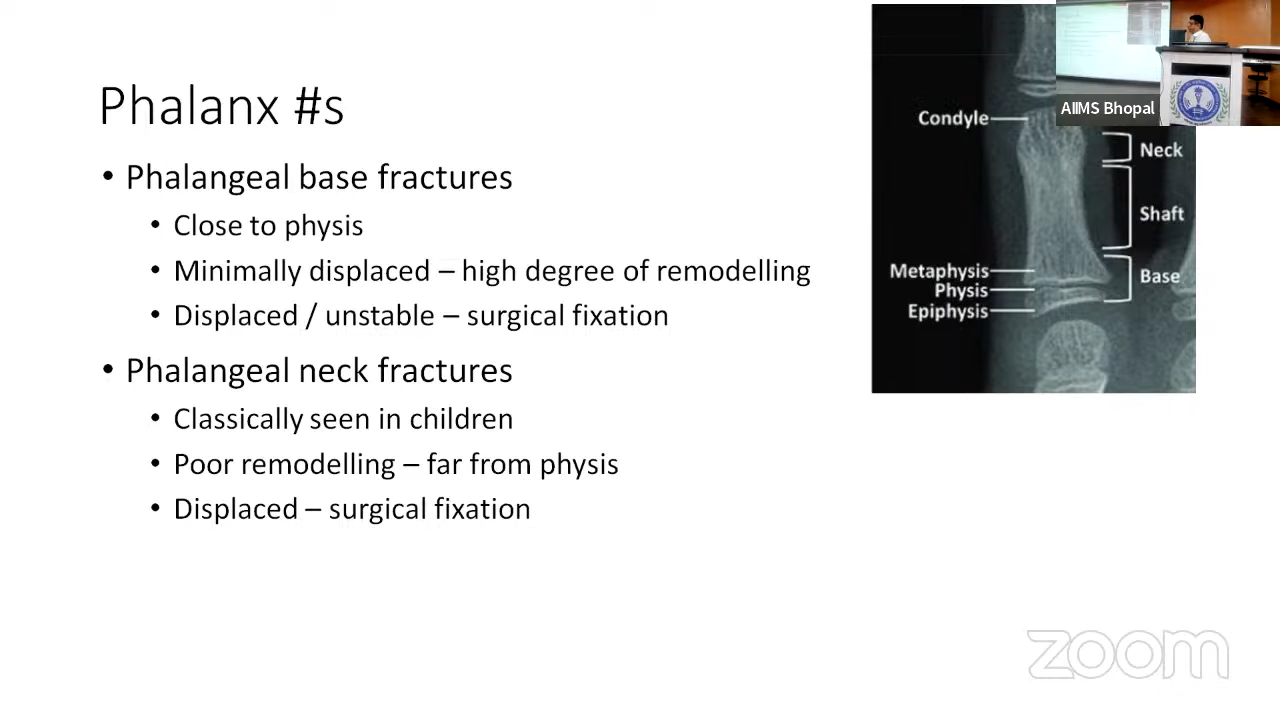 Phalanx #s
• Phalangeal base fractures
• Close to physis
• Minimally displaced – high degree of remodelling
• Displaced / unstable – surgical fixation
• Phalangeal neck fractures
• Classically seen in children
• Poor remodelling – far from physis
• Displaced – surgical fixation
Condyle
Neck
Shaft
Metaphysis
Physis
Epiphysis
Base
AIIMS Bhopal
zoom